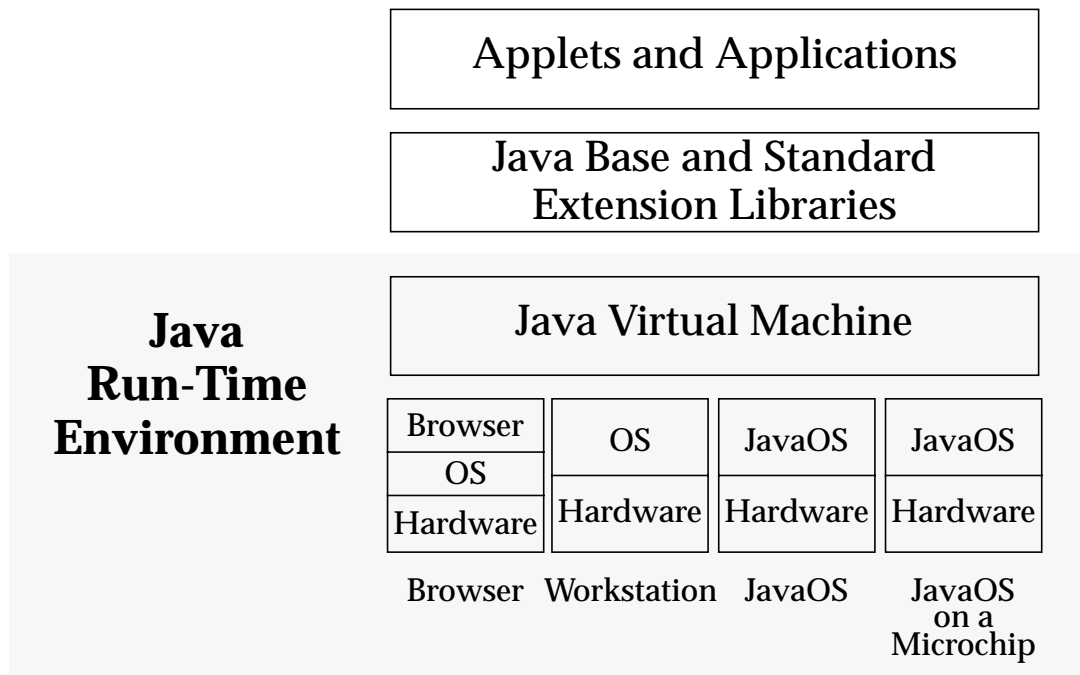 Applets and Applications
Java Base and Standard
Extension Libraries
Java
Run-Time
Environment
Java Virtual Machine
Browser
OS
Hardware
OS
Hardware
JavaOS
Hardware
JavaOS
Hardware
Browser
Workstation
JavaOS
JavaOS
on a
Microchip